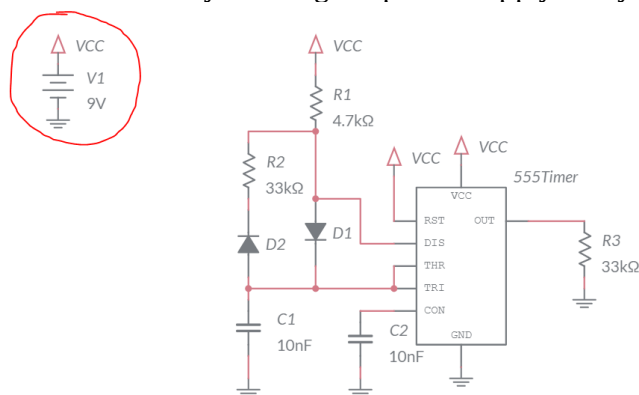 VCC
V1
9V
VCC
R1
4.7kΩ
R2
33kΩ
VCC
VCC
555Timer
VCC
RST
OUT
DIS
THR
TRI
CON
GND
D2
D1
R3
33kΩ
C1
10nF
C2
10nF